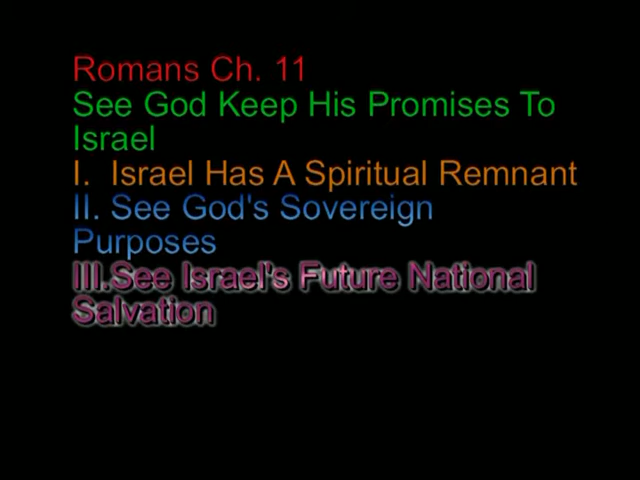 Romans Ch. 11
See God Keep His Promises To
Israel
I.  Israel Has A Spiritual Remnant
II. See God's Sovereign
Purposes
III.See Israel's Future National
Salvation